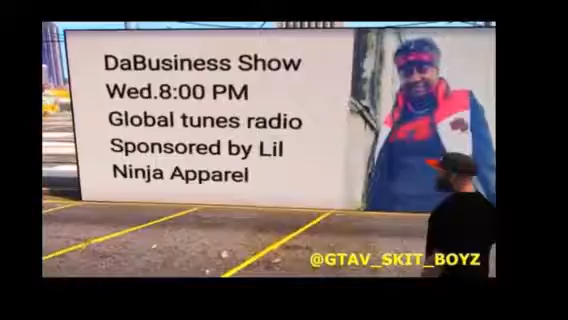 DaBusiness Show
Wed.8:00 PM
Global tunes radio
Sponsored by Lil
Ninja Apparel
@GTAV_SKIT_BOYZ